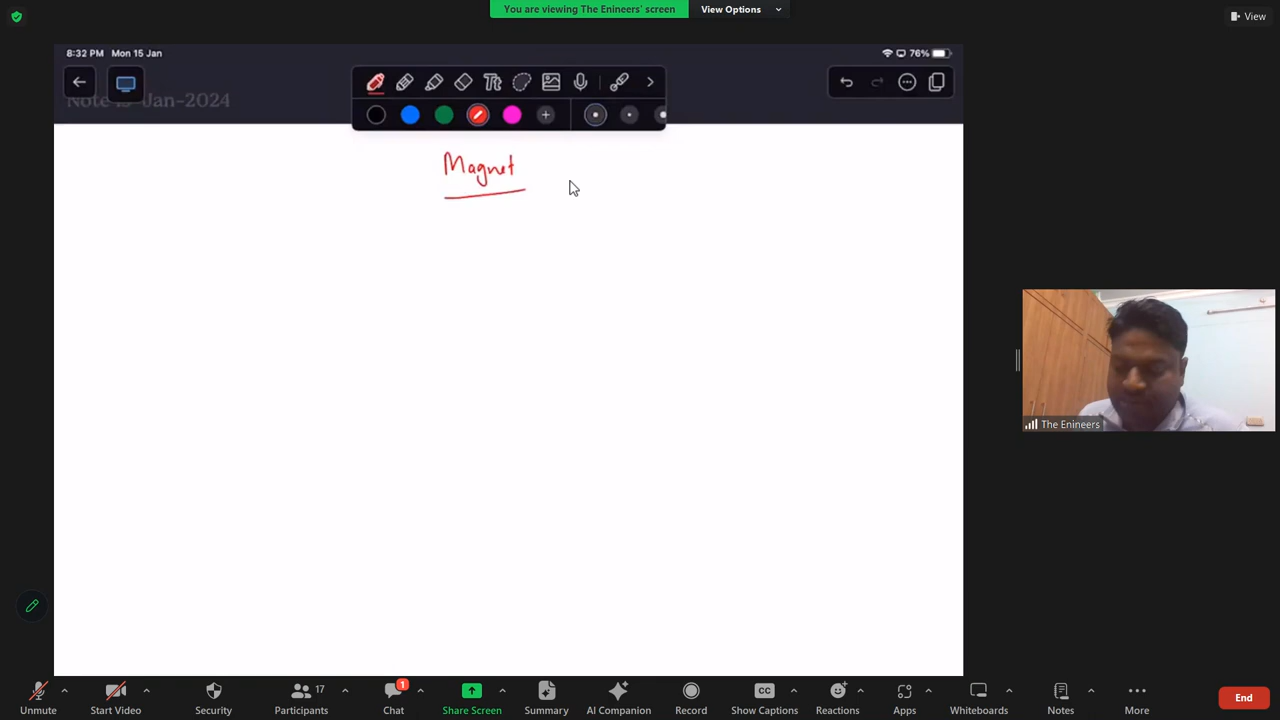 You are viewing The Enineers' screen
View Options
View
8:32 PM Mon 15 Jan
76%
Note 15-Jan-2024
Tt
Magnet
The Enineers
17
1
CC
Unmute
Start Video
Security
Participants
Chat
Share Screen
Summary
AI Companion
Record
Show Captions
Reactions
Apps
Whiteboards
Notes
More
End